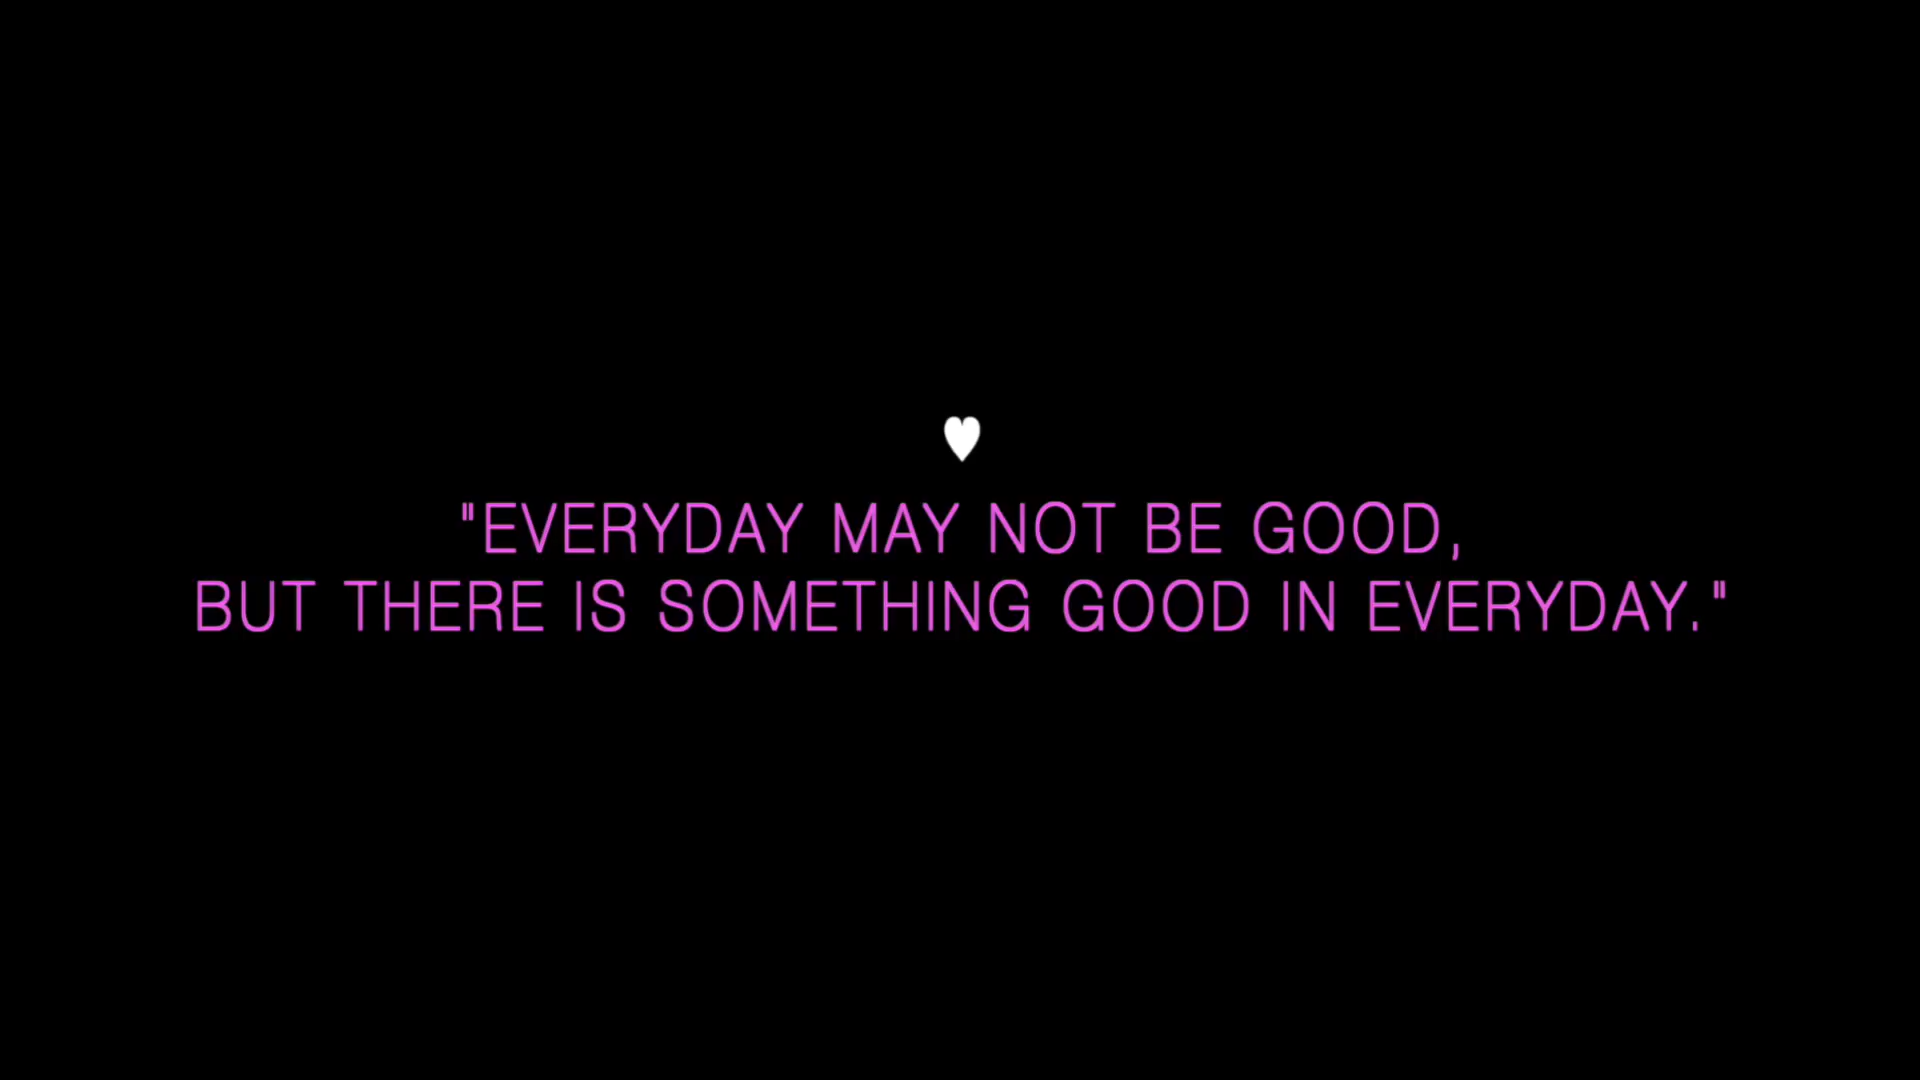 "EVERYDAY MAY NOT BE GOOD,
BUT THERE IS SOMETHING GOOD IN EVERYDAY."